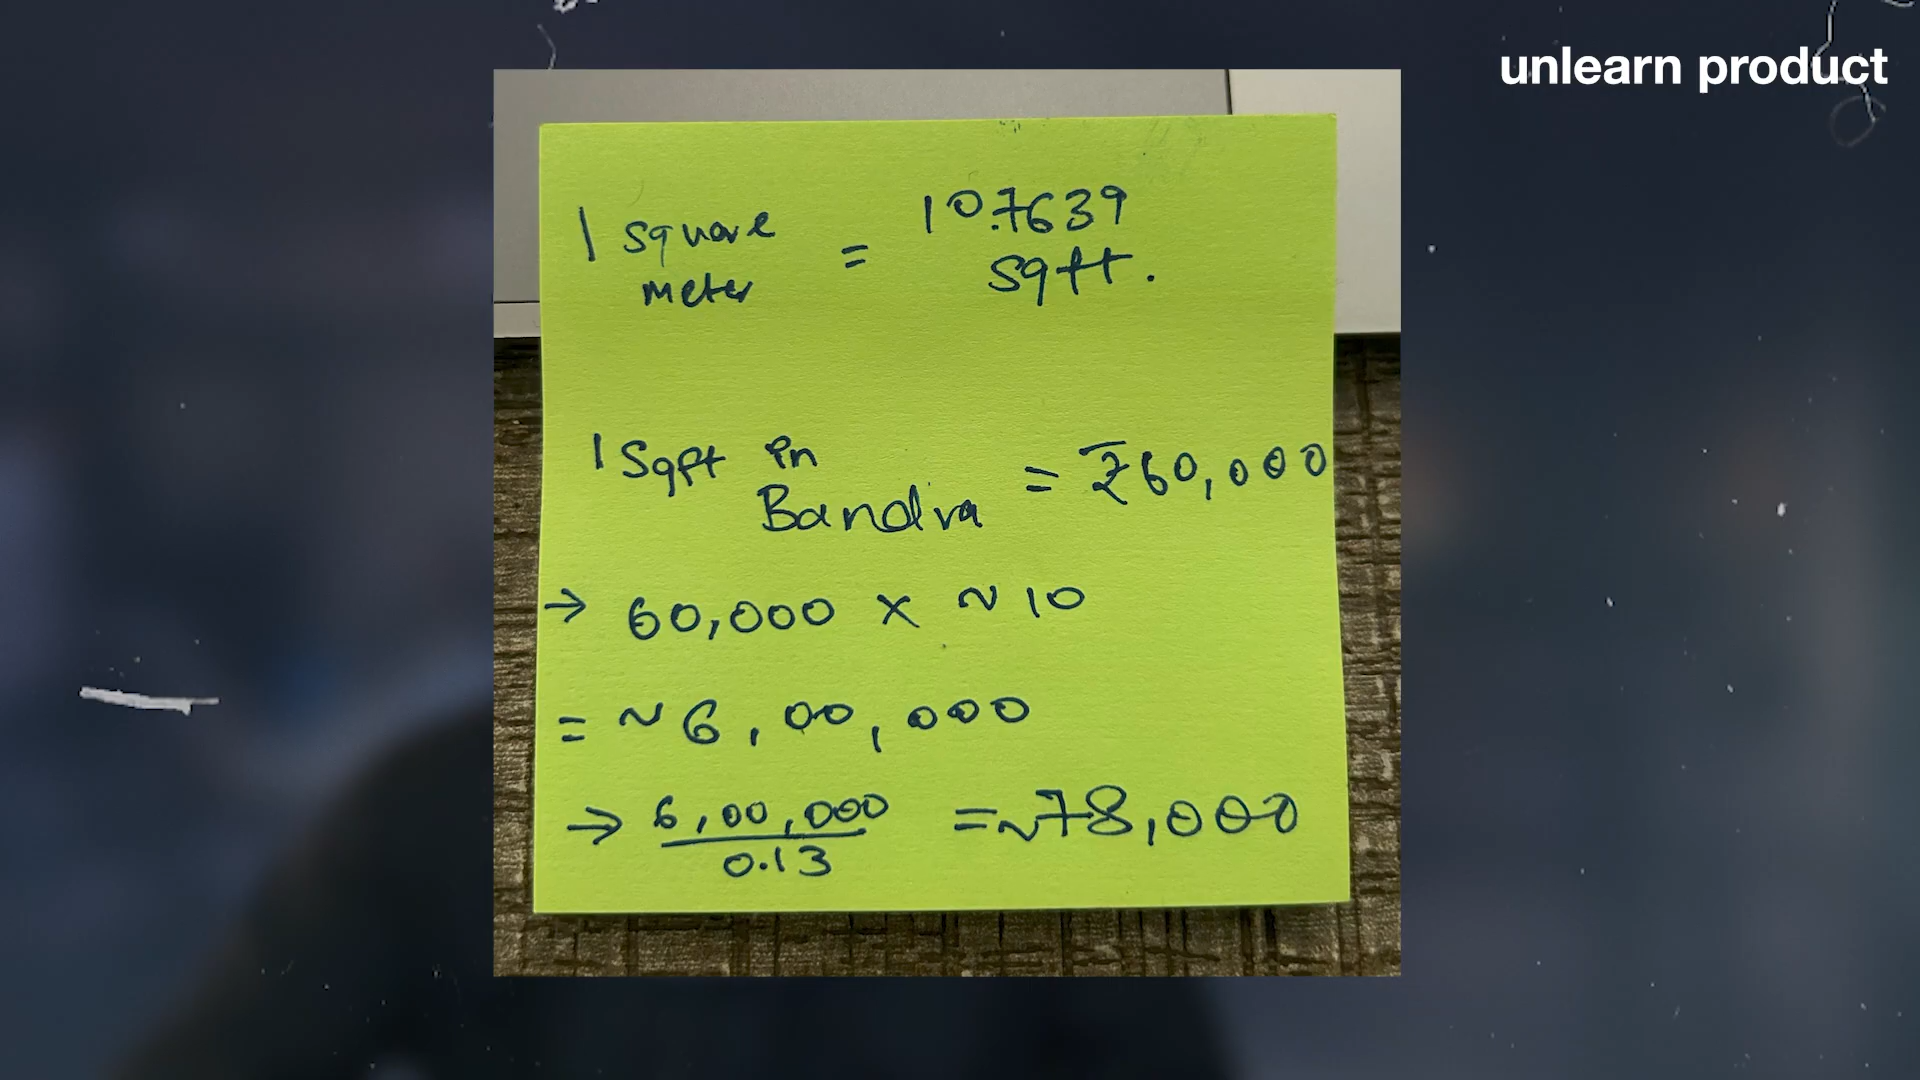 unlearn product
1 square meter = 10.7639 sqft.
1 Sqft in Bandra = ₹60,000
→ 60,000 × ~10
= ~6,00,000
→ 6,00,000 / 0.13 = ~78,000